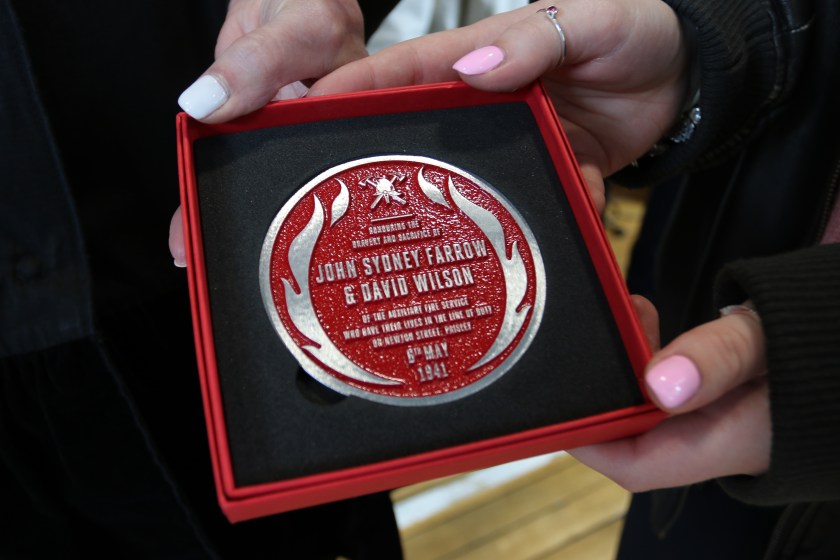 HONOURING THE
BRAVERY AND SACRIFICE OF
JOHN SYDNEY FARROW
& DAVID WILSON
OF THE AUXILIARY FIRE SERVICE
WHO GAVE THEIR LIVES IN THE LINE OF DUTY
ON NEWTON STREET, PAISLEY
6TH MAY
1941